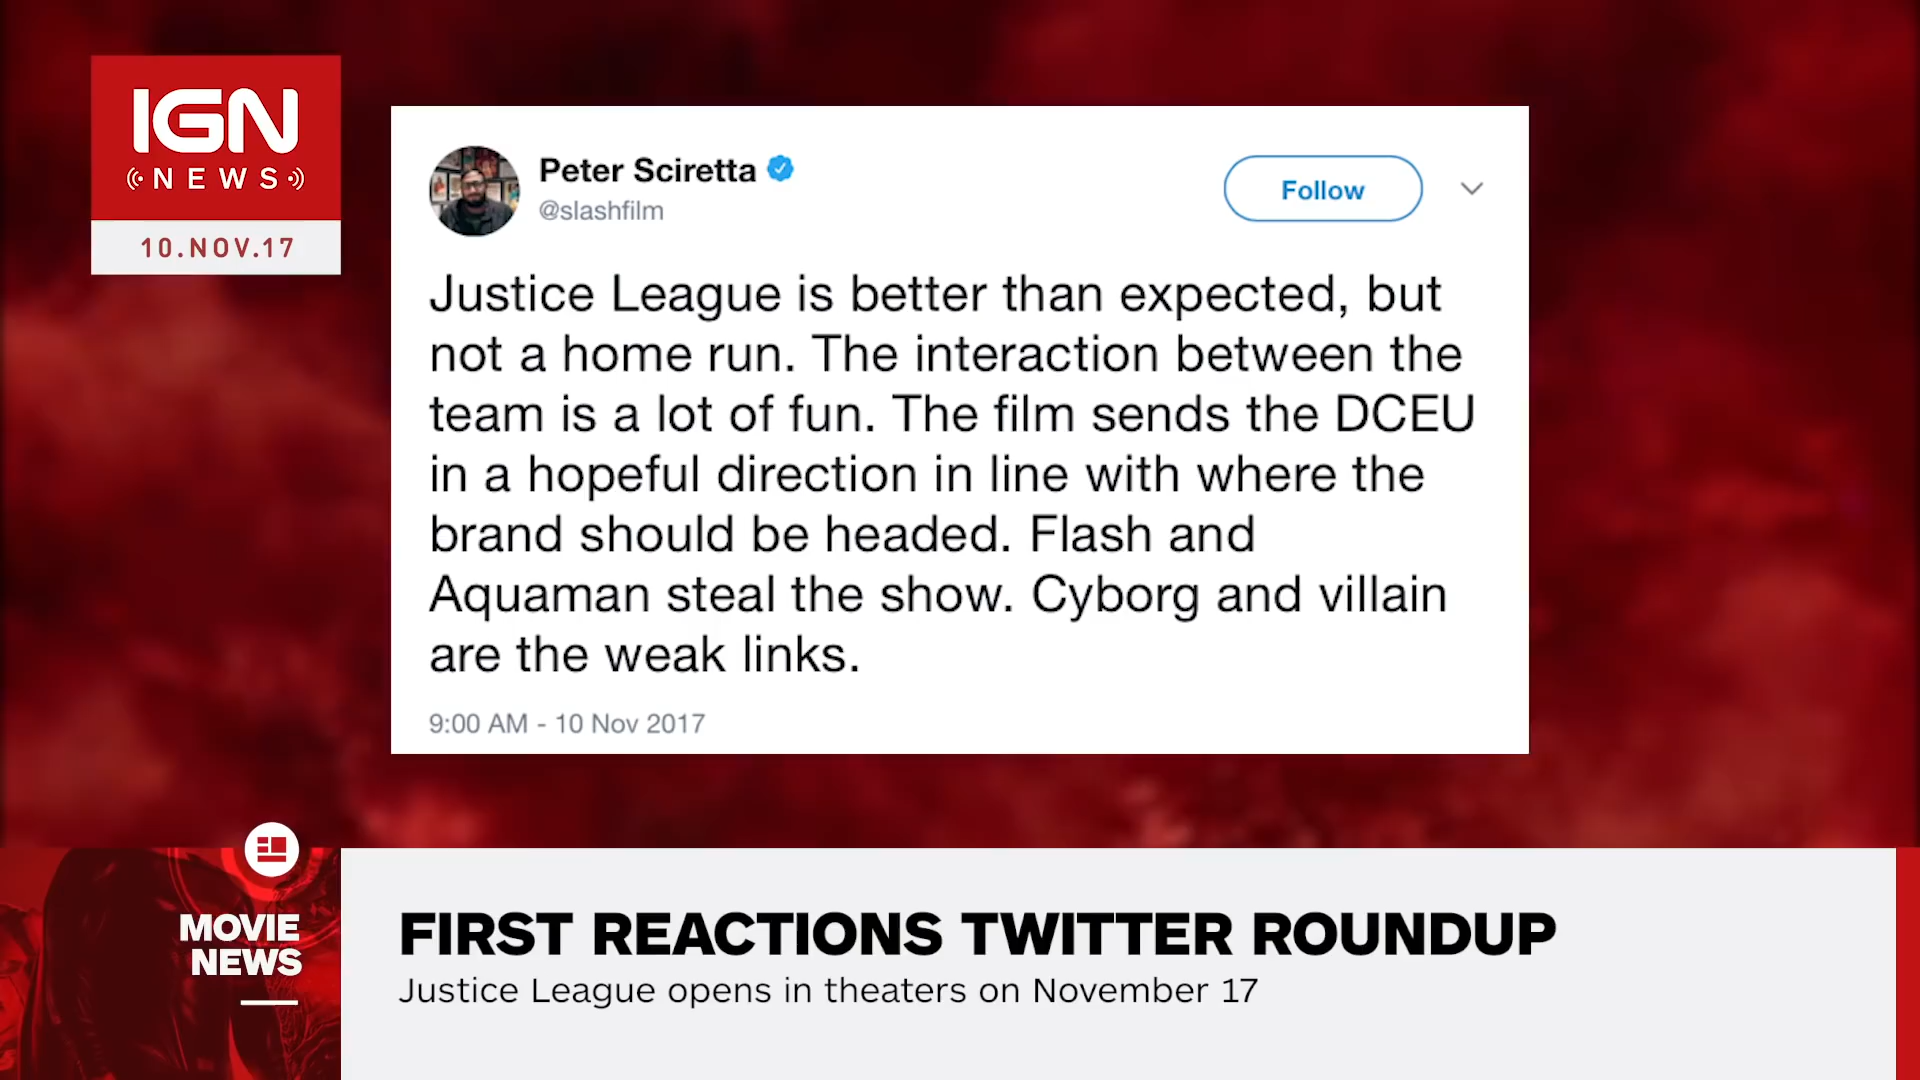 IGN
NEWS
10.NOV.17
Peter Sciretta
@slashfilm
Follow
Justice League is better than expected, but
not a home run. The interaction between the
team is a lot of fun. The film sends the DCEU
in a hopeful direction in line with where the
brand should be headed. Flash and
Aquaman steal the show. Cyborg and villain
are the weak links.
9:00 AM - 10 Nov 2017
MOVIE
NEWS
FIRST REACTIONS TWITTER ROUNDUP
Justice League opens in theaters on November 17